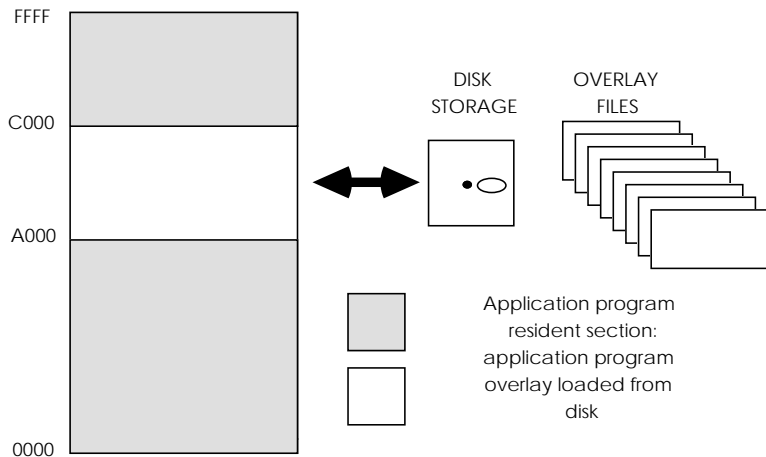 FFFF
DISK
STORAGE
OVERLAY
FILES
C000
A000
Application program
resident section:
application program
overlay loaded from
disk
0000